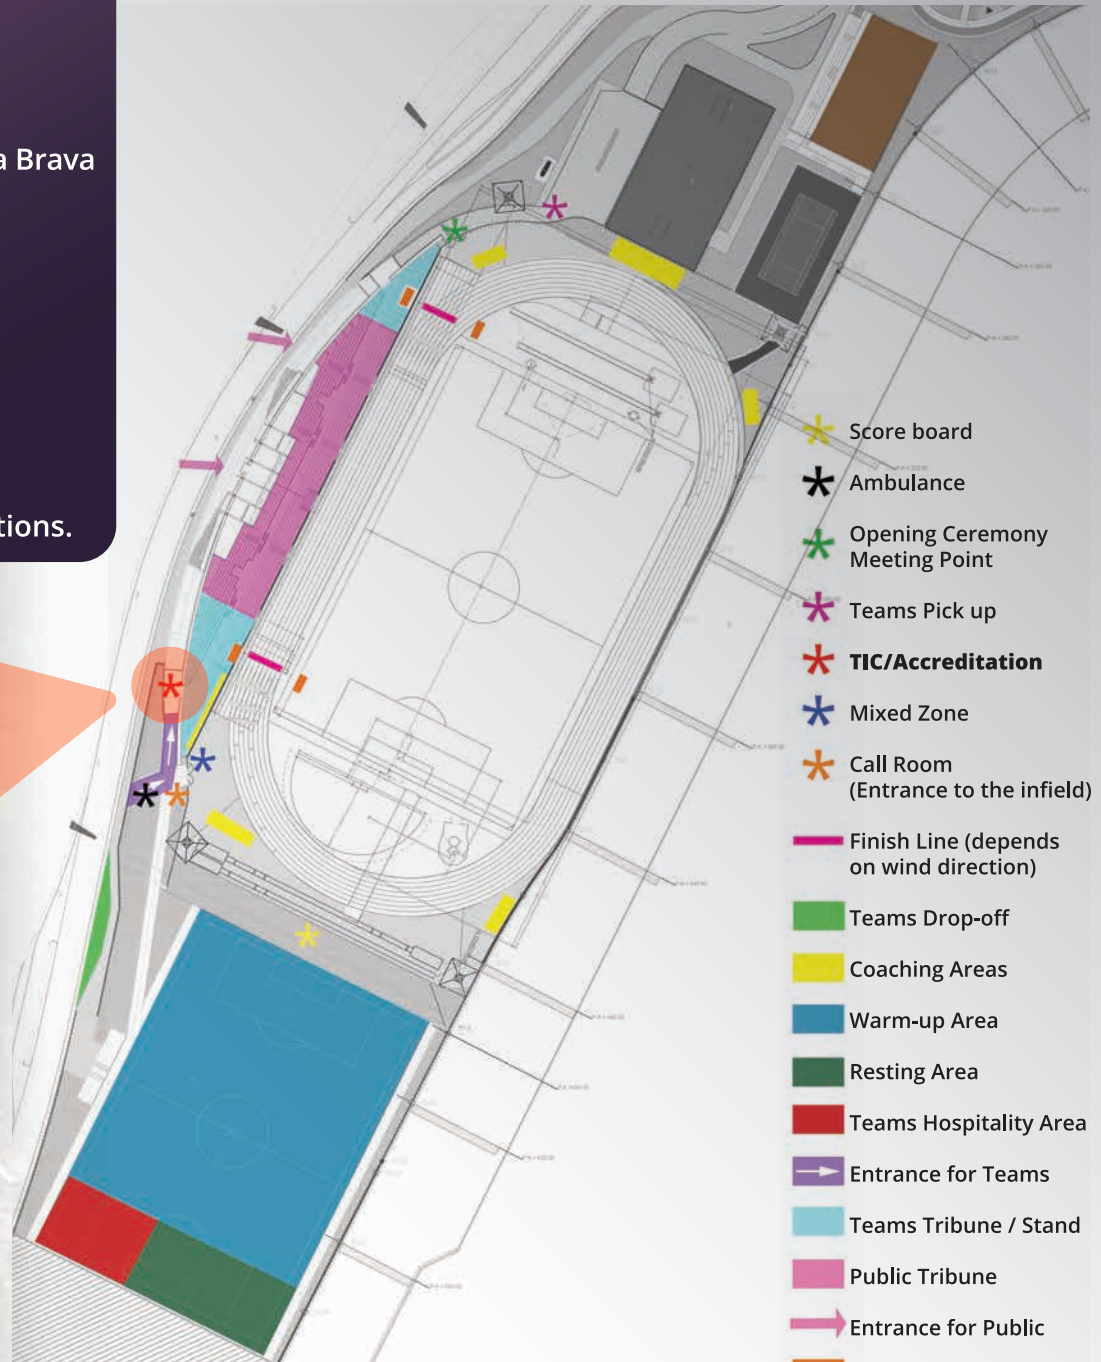 a Brava
tions.
Score board
Ambulance
Opening Ceremony
Meeting Point
Teams Pick up
TIC/Accreditation
Mixed Zone
Call Room
(Entrance to the infield)
Finish Line (depends
on wind direction)
Teams Drop-off
Coaching Areas
Warm-up Area
Resting Area
Teams Hospitality Area
Entrance for Teams
Teams Tribune / Stand
Public Tribune
Entrance for Public